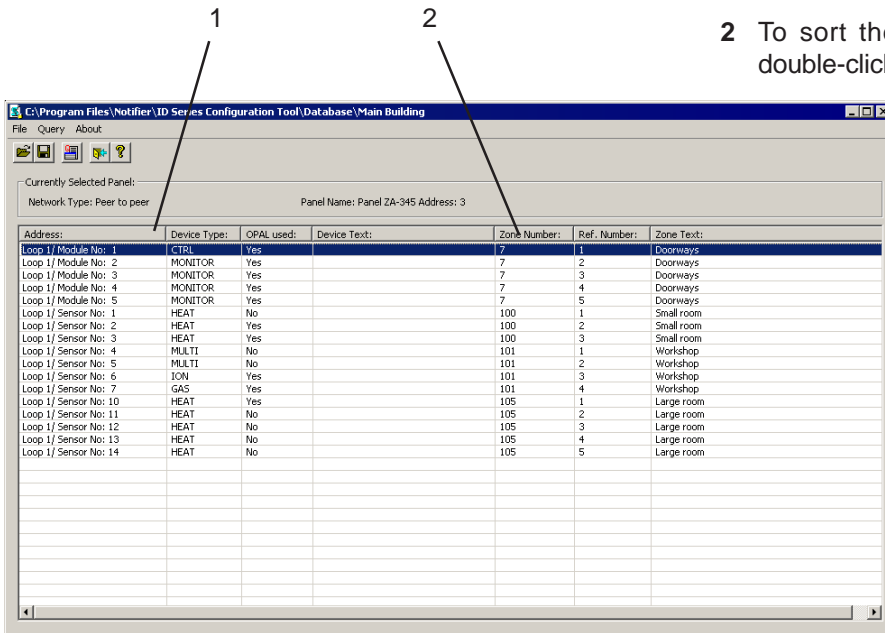 1 2
2 To sort the
double-click
C:\Program Files\Notifier\ID Series Configuration Tool\Database\Main Building
File Query About
Currently Selected Panel:
Network Type: Peer to peer Panel Name: Panel ZA-345 Address: 3
Address: Device Type: OPAL used: Device Text: Zone Number: Ref. Number: Zone Text:
Loop 1/ Module No: 1 CTRL Yes 7 1 Doorways
Loop 1/ Module No: 2 MONITOR Yes 7 2 Doorways
Loop 1/ Module No: 3 MONITOR Yes 7 3 Doorways
Loop 1/ Module No: 4 MONITOR Yes 7 4 Doorways
Loop 1/ Module No: 5 MONITOR Yes 7 5 Doorways
Loop 1/ Sensor No: 1 HEAT No 100 1 Small room
Loop 1/ Sensor No: 2 HEAT Yes 100 2 Small room
Loop 1/ Sensor No: 3 HEAT Yes 100 3 Small room
Loop 1/ Sensor No: 4 MULTI No 101 1 Workshop
Loop 1/ Sensor No: 5 MULTI No 101 2 Workshop
Loop 1/ Sensor No: 6 ION Yes 101 3 Workshop
Loop 1/ Sensor No: 7 GAS Yes 101 4 Workshop
Loop 1/ Sensor No: 10 HEAT Yes 105 1 Large room
Loop 1/ Sensor No: 11 HEAT No 105 2 Large room
Loop 1/ Sensor No: 12 HEAT No 105 3 Large room
Loop 1/ Sensor No: 13 HEAT No 105 4 Large room
Loop 1/ Sensor No: 14 HEAT No 105 5 Large room